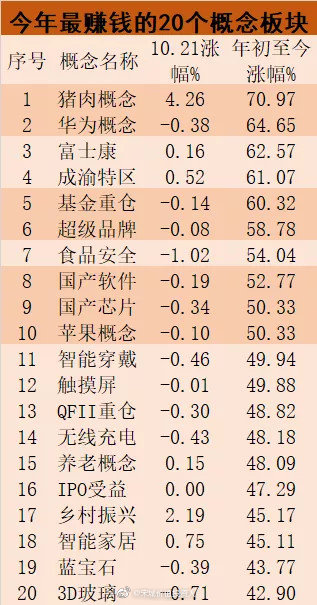 今年最赚钱的20个概念板块
序号 概念名称 10.21涨幅% 年初至今涨幅%
1 猪肉概念 4.26 70.97
2 华为概念 -0.38 64.65
3 富士康 0.16 62.57
4 成渝特区 0.52 61.07
5 基金重仓 -0.14 60.32
6 超级品牌 -0.08 58.78
7 食品安全 -1.02 54.04
8 国产软件 -0.19 52.77
9 国产芯片 -0.34 50.33
10 苹果概念 -0.10 50.33
11 智能穿戴 -0.46 49.94
12 触摸屏 -0.01 49.88
13 QFII重仓 -0.30 48.82
14 无线充电 -0.43 48.18
15 养老概念 0.15 48.09
16 IPO受益 0.00 47.29
17 乡村振兴 2.19 45.17
18 智能家居 0.75 45.11
19 蓝宝石 -0.39 43.77
20 3D玻璃 -0.71 42.90